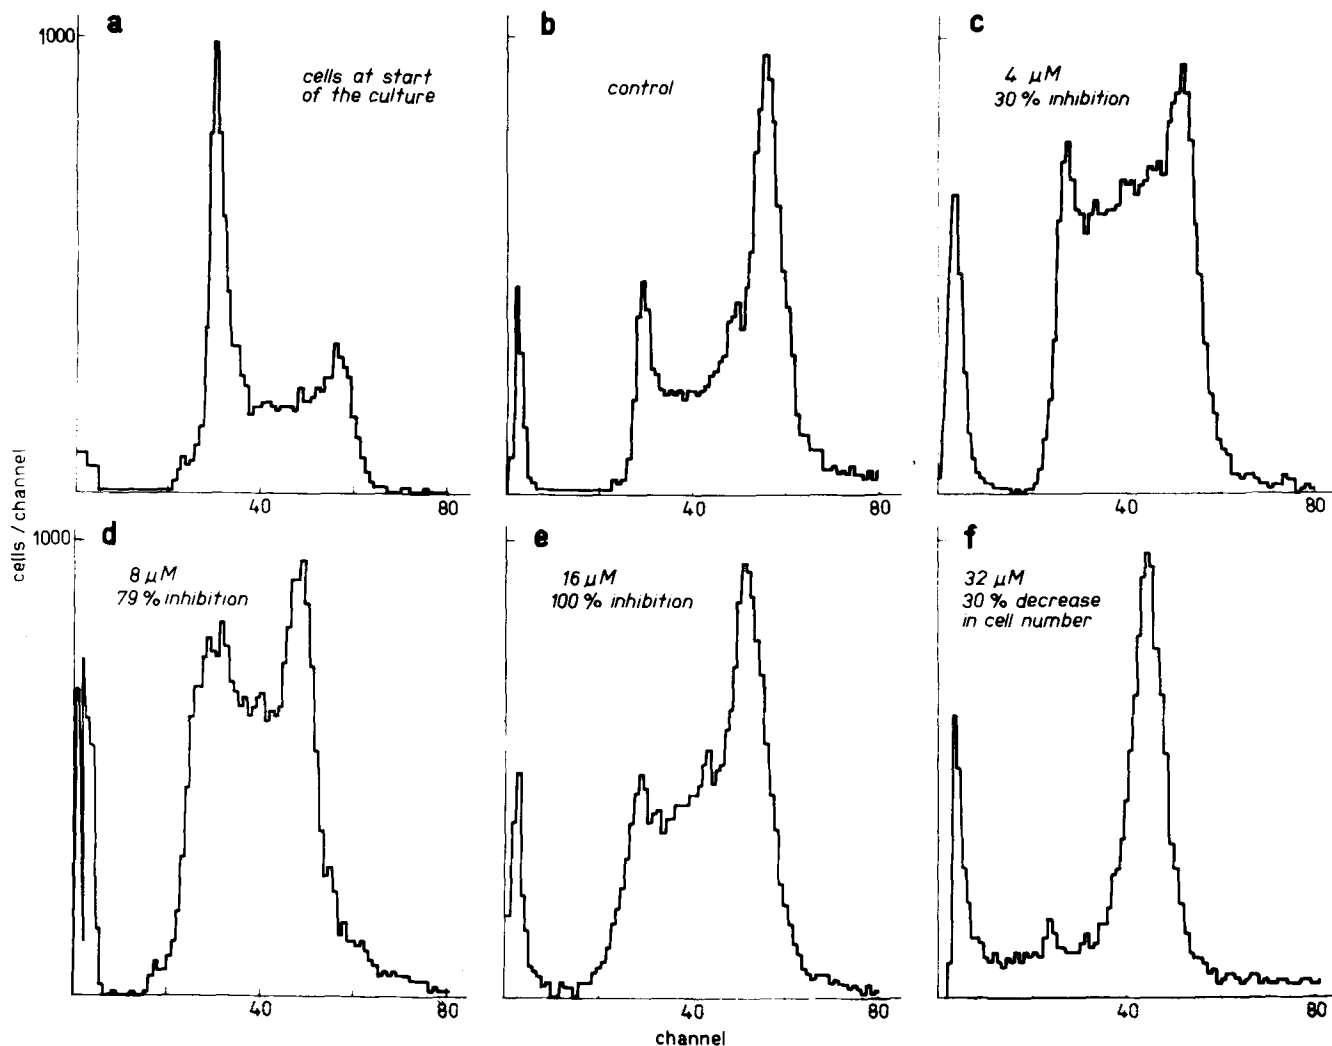 a
1000
cells at start
of the culture
40
80
b
control
40
80
c
4 μM
30 % inhibition
40
80
cells / channel
d
1000
8 μM
79 % inhibition
40
80
e
16 μM
100 % inhibition
40
80
f
32 μM
30 % decrease
in cell number
40
80
channel